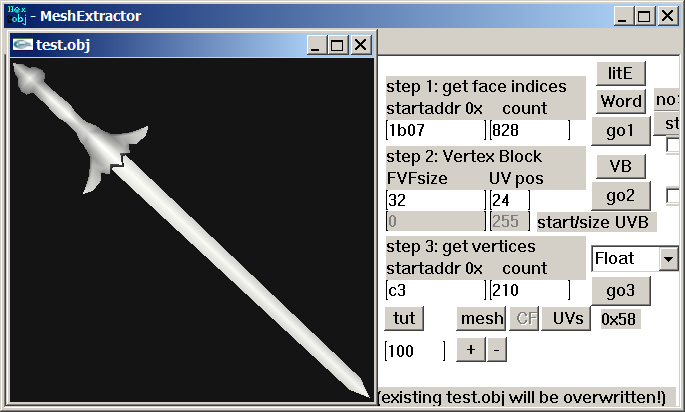 Hex
obj - MeshExtractor
test.obj
step 1: get face indices
startaddr 0x count
1b07 828
litE
Word
go1
no
st
step 2: Vertex Block
FVFsize UV pos
32 24
0 255 start/size UVB
VB
go2
step 3: get vertices
startaddr 0x count
c3 210
Float
go3
tut mesh CF UVs 0x58
100 + -
(existing test.obj will be overwritten!)